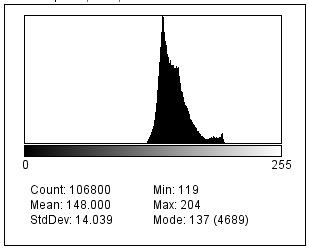 0 255
Count: 106800 Min: 119
Mean: 148.000 Max: 204
StdDev: 14.039 Mode: 137 (4689)